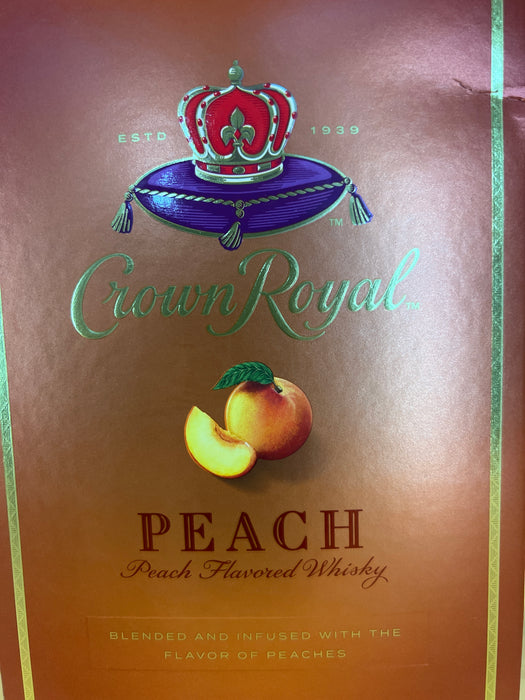 ESTD 1939
TM
Crown Royal TM
PEACH
Peach Flavored Whisky
BLENDED AND INFUSED WITH THE
FLAVOR OF PEACHES